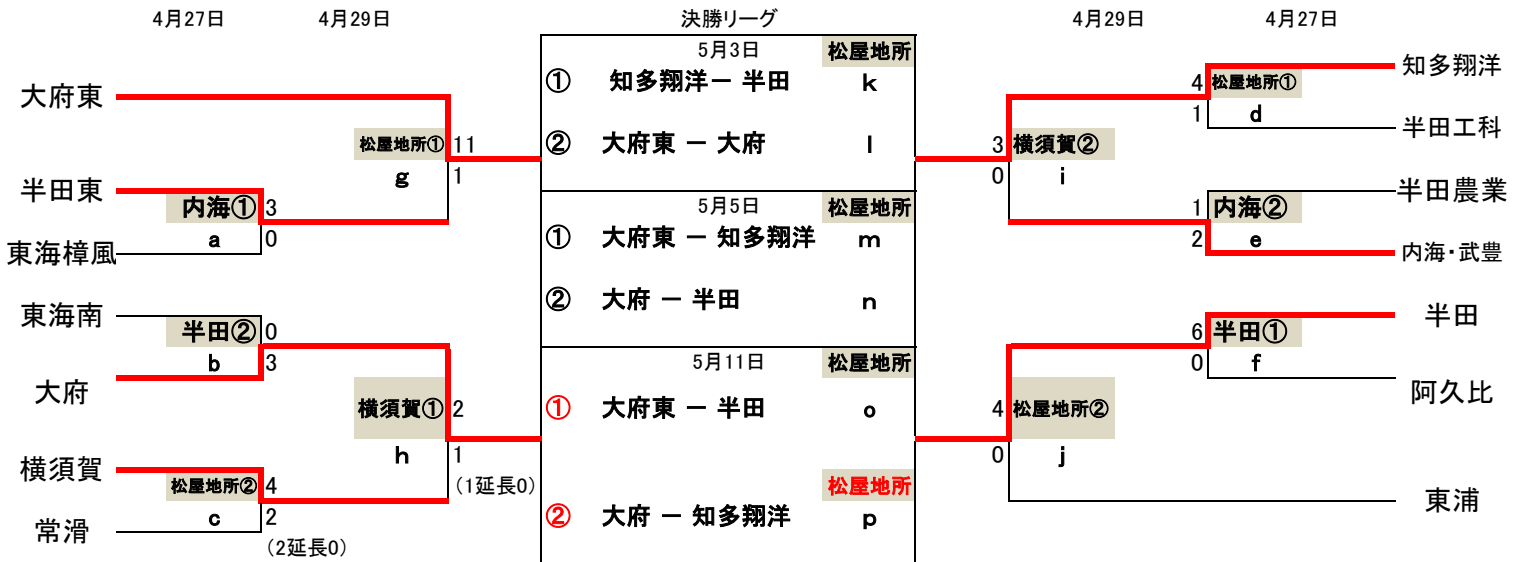 4月27日 4月29日 決勝リーグ 4月29日 4月27日
大府東
半田東
東海樟風
東海南
大府
横須賀
常滑
内海① 3
a 0
半田② 0
b 3
松屋地所② 4
c 2
(2延長0)
松屋地所① 11
g 1
横須賀① 2
h 1
(1延長0)
5月3日 松屋地所
① 知多翔洋ー 半田 k
② 大府東 ー 大府 l
5月5日 松屋地所
① 大府東 ー 知多翔洋 m
② 大府 ー 半田 n
5月11日 松屋地所
① 大府東 ー 半田 o
松屋地所
② 大府 ー 知多翔洋 p
3 横須賀②
0 i
4 松屋地所②
0 j
4 松屋地所①
1 d
1 内海②
2 e
6 半田①
0 f
知多翔洋
半田工科
半田農業
内海・武豊
半田
阿久比
東浦